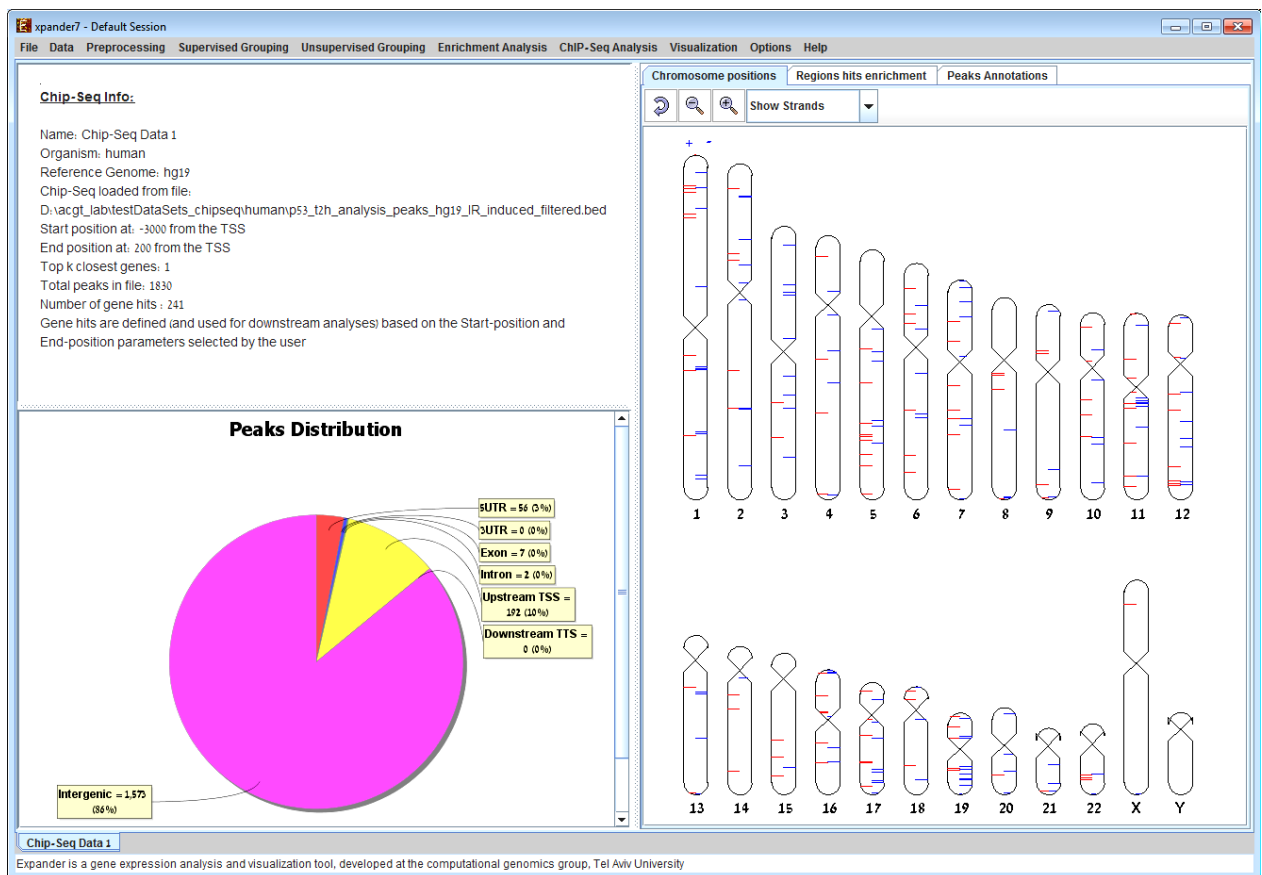 xpander7 - Default Session
File Data Preprocessing Supervised Grouping Unsupervised Grouping Enrichment Analysis ChIP-Seq Analysis Visualization Options Help
Chip-Seq Info:
Name: Chip-Seq Data 1
Organism: human
Reference Genome: hg19
Chip-Seq loaded from file:
D:\acgt_lab\testDataSets_chipseq\human\p53_t2h_analysis_peaks_hg19_IR_induced_filtered.bed
Start position at: -3000 from the TSS
End position at: 200 from the TSS
Top k closest genes: 1
Total peaks in file: 1830
Number of gene hits : 241
Gene hits are defined (and used for downstream analyses) based on the Start-position and
End-position parameters selected by the user
Peaks Distribution
5UTR = 56 (3%)
3UTR = 0 (0%)
Exon = 7 (0%)
Intron = 2 (0%)
Upstream TSS =
192 (10%)
Downstream TTS =
0 (0%)
Intergenic = 1,573
(86%)
Chromosome positions Regions hits enrichment Peaks Annotations
Show Strands
+ -
1 2 3 4 5 6 7 8 9 10 11 12
13 14 15 16 17 18 19 20 21 22 X Y
Chip-Seq Data 1
Expander is a gene expression analysis and visualization tool, developed at the computational genomics group, Tel Aviv University